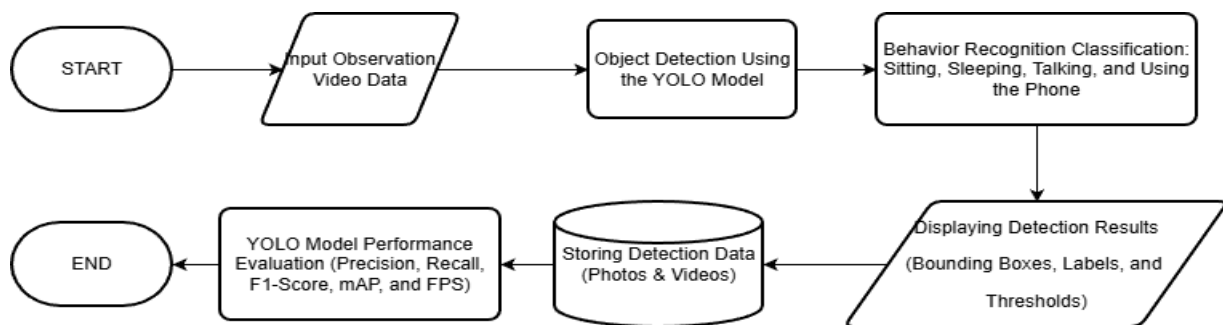 START
Input Observation
Video Data
Object Detection Using
the YOLO Model
Behavior Recognition Classification:
Sitting, Sleeping, Talking, and Using
the Phone
Displaying Detection Results
(Bounding Boxes, Labels, and
Thresholds)
Storing Detection Data
(Photos & Videos)
YOLO Model Performance
Evaluation (Precision, Recall,
F1-Score, mAP, and FPS)
END